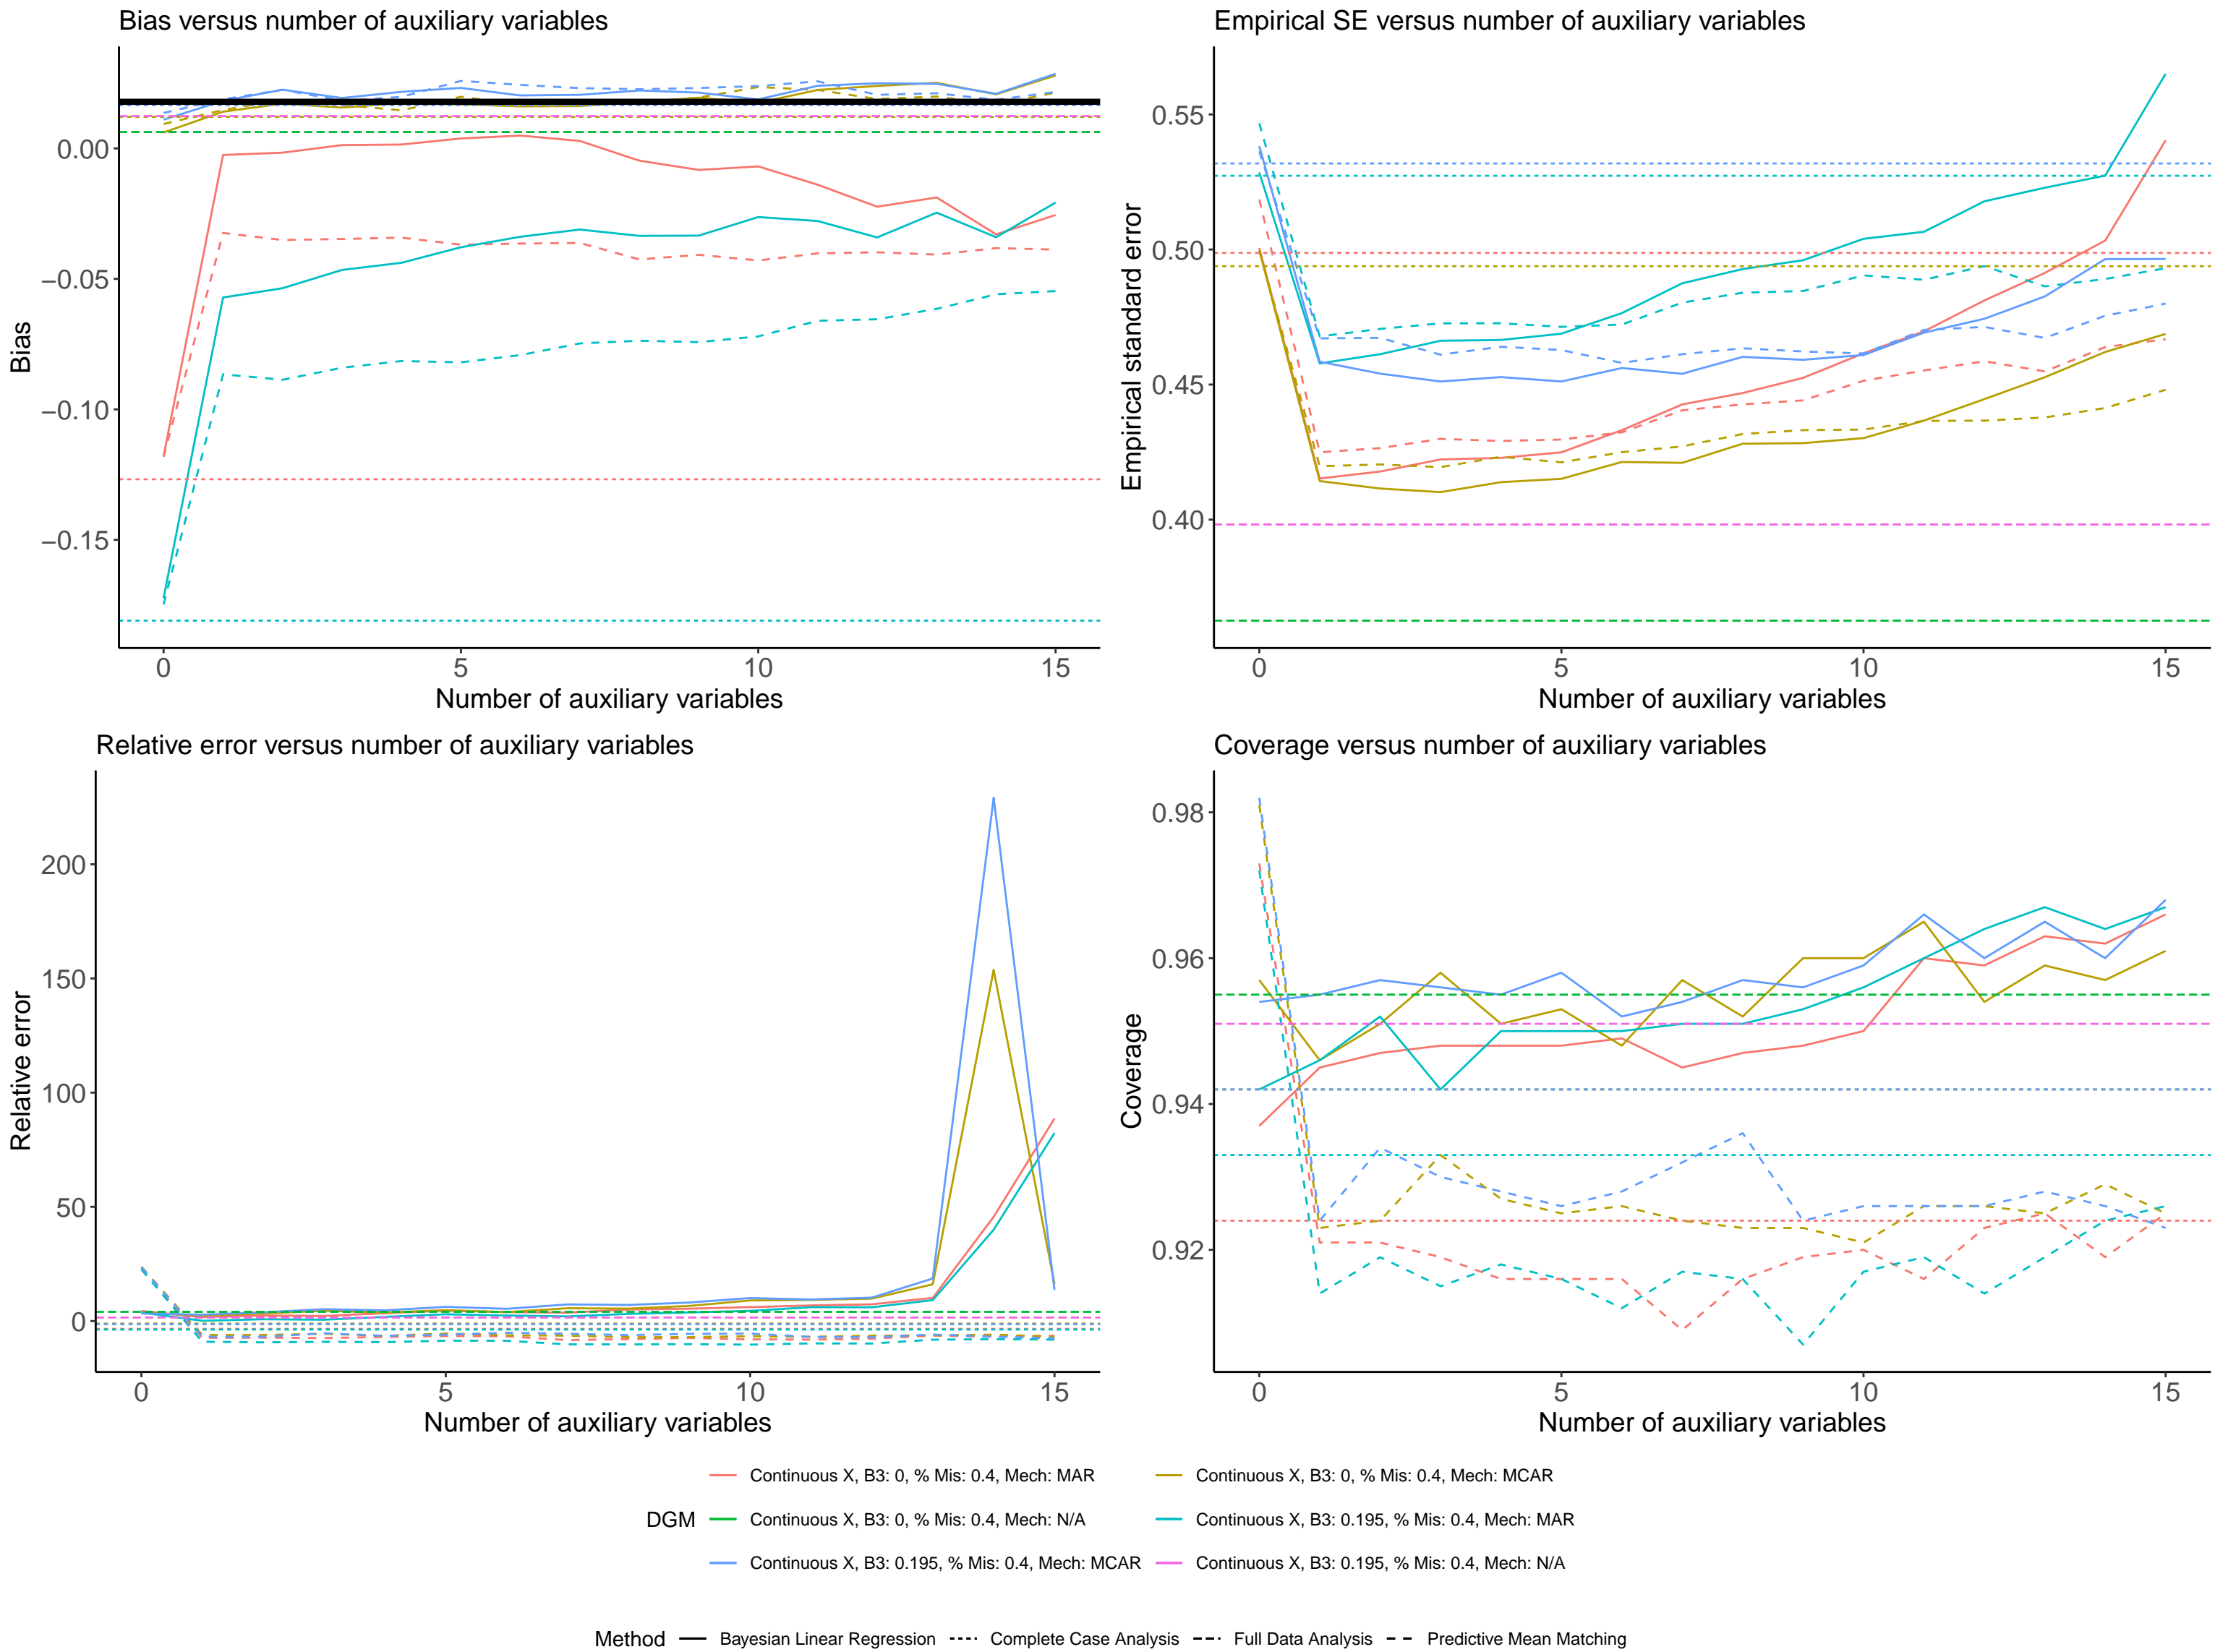 Bias versus number of auxiliary variables
Empirical SE versus number of auxiliary variables
Bias
0.00
−0.05
−0.10
−0.15
0 5 10 15
Number of auxiliary variables
Empirical standard error
0.55
0.50
0.45
0.40
0 5 10 15
Number of auxiliary variables
Relative error versus number of auxiliary variables
Coverage versus number of auxiliary variables
Relative error
200
150
100
50
0
0 5 10 15
Number of auxiliary variables
Coverage
0.98
0.96
0.94
0.92
0 5 10 15
Number of auxiliary variables
DGM
Continuous X, B3: 0, % Mis: 0.4, Mech: MAR
Continuous X, B3: 0, % Mis: 0.4, Mech: MCAR
Continuous X, B3: 0, % Mis: 0.4, Mech: N/A
Continuous X, B3: 0.195, % Mis: 0.4, Mech: MAR
Continuous X, B3: 0.195, % Mis: 0.4, Mech: MCAR
Continuous X, B3: 0.195, % Mis: 0.4, Mech: N/A
Method Bayesian Linear Regression Complete Case Analysis Full Data Analysis Predictive Mean Matching